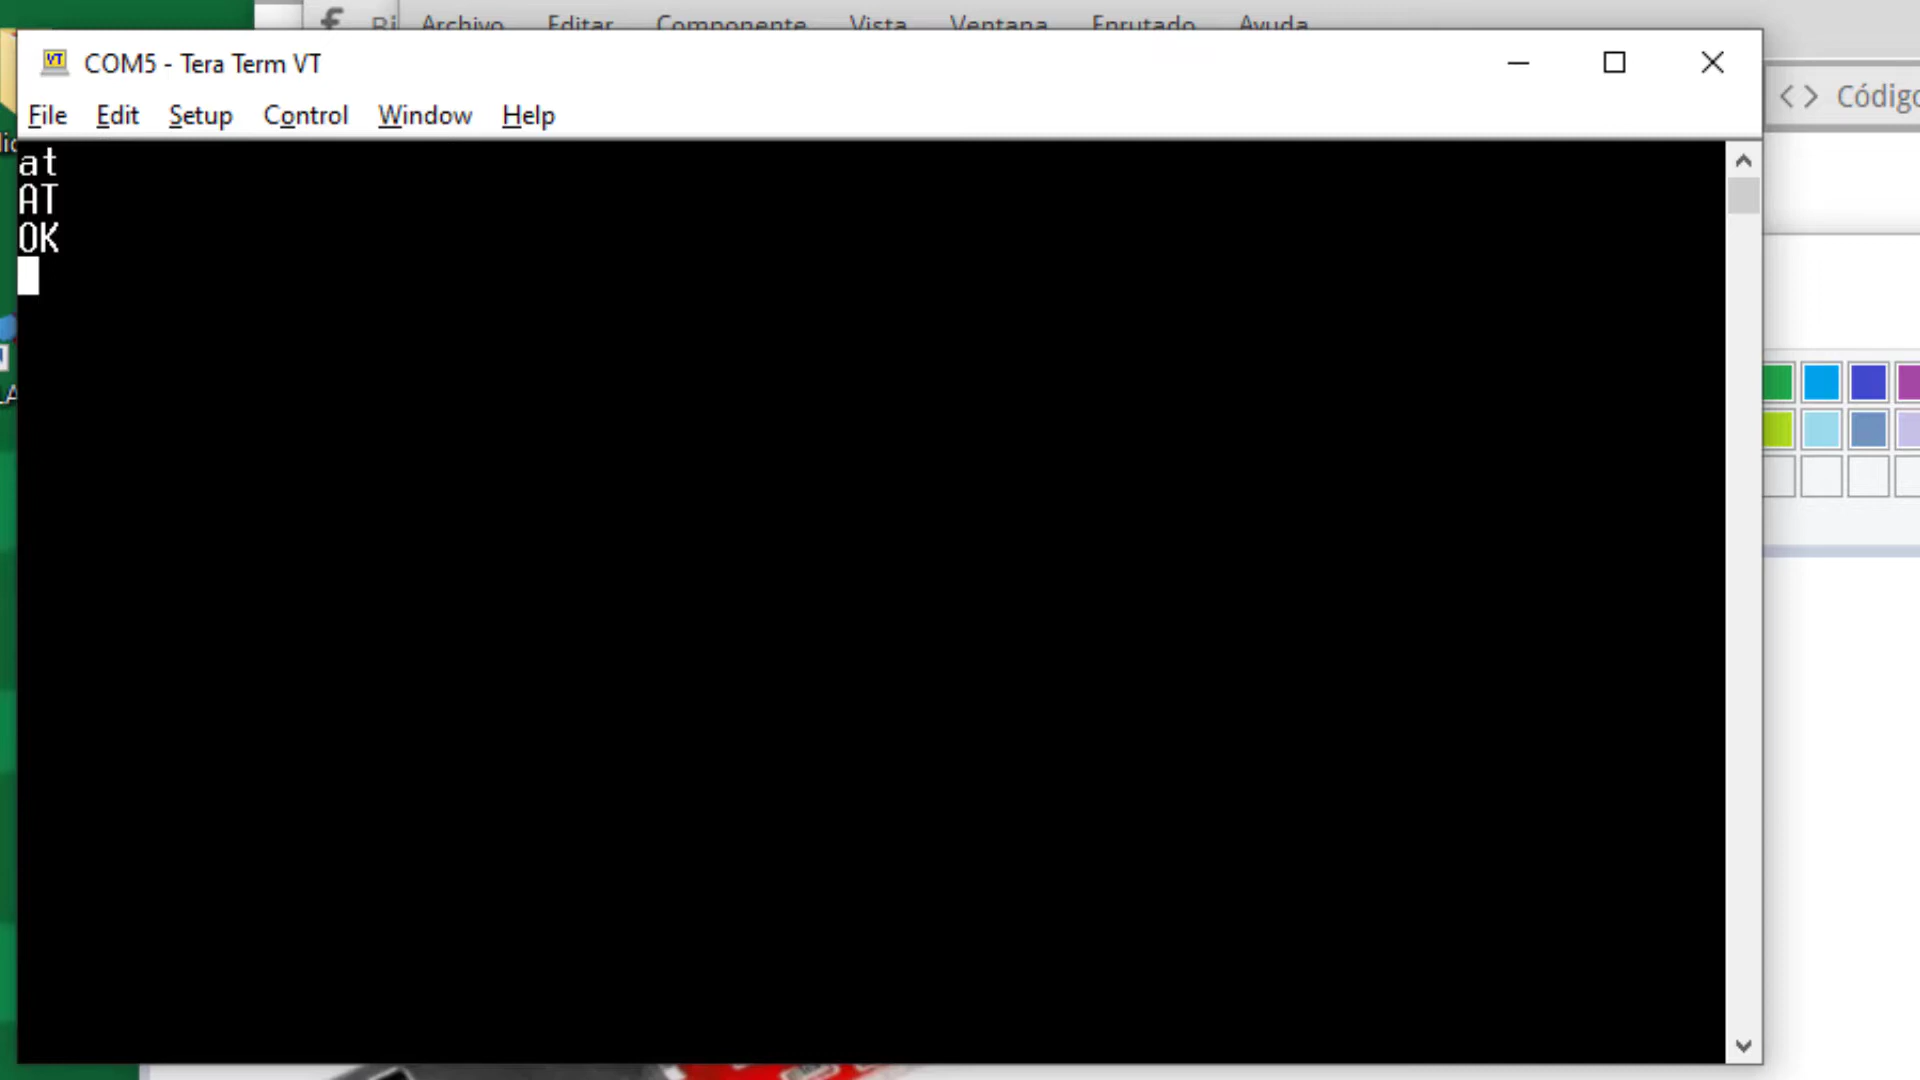 Archivo Editar Componente Vista Ventana Enrutado Ayuda
COM5 - Tera Term VT
File Edit Setup Control Window Help
at
AT
OK